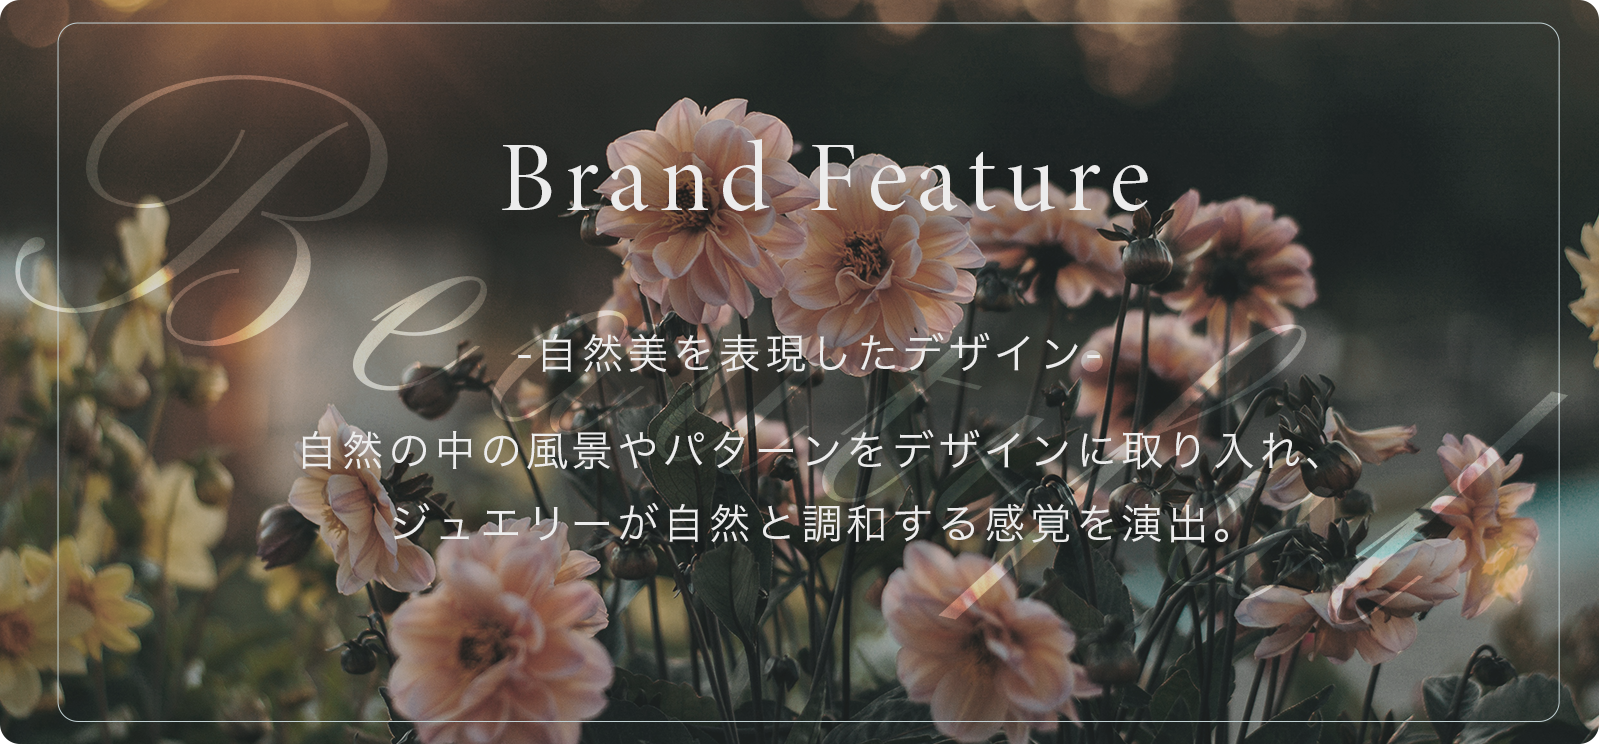 Brand Feature
Beautiful
-自然美を表現したデザイン-
自然の中の風景やパターンをデザインに取り入れ、
ジュエリーが自然と調和する感覚を演出。